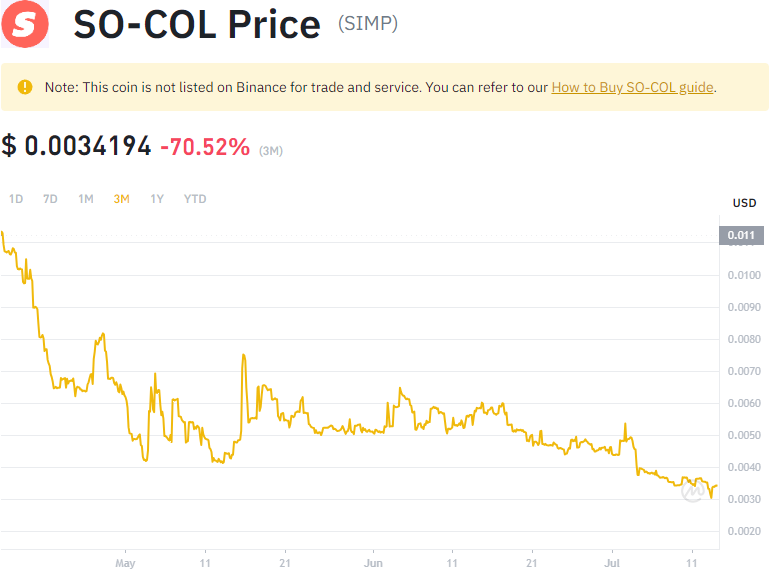 S
SO-COL Price (SIMP)
Note: This coin is not listed on Binance for trade and service. You can refer to our How to Buy SO-COL guide.
$ 0.0034194 -70.52% (3M)
1D 7D 1M 3M 1Y YTD
USD
0.011
0.0100
0.0090
0.0080
0.0070
0.0060
0.0050
0.0040
0.0030
0.0020
May 11 21 Jun 11 21 Jul 11